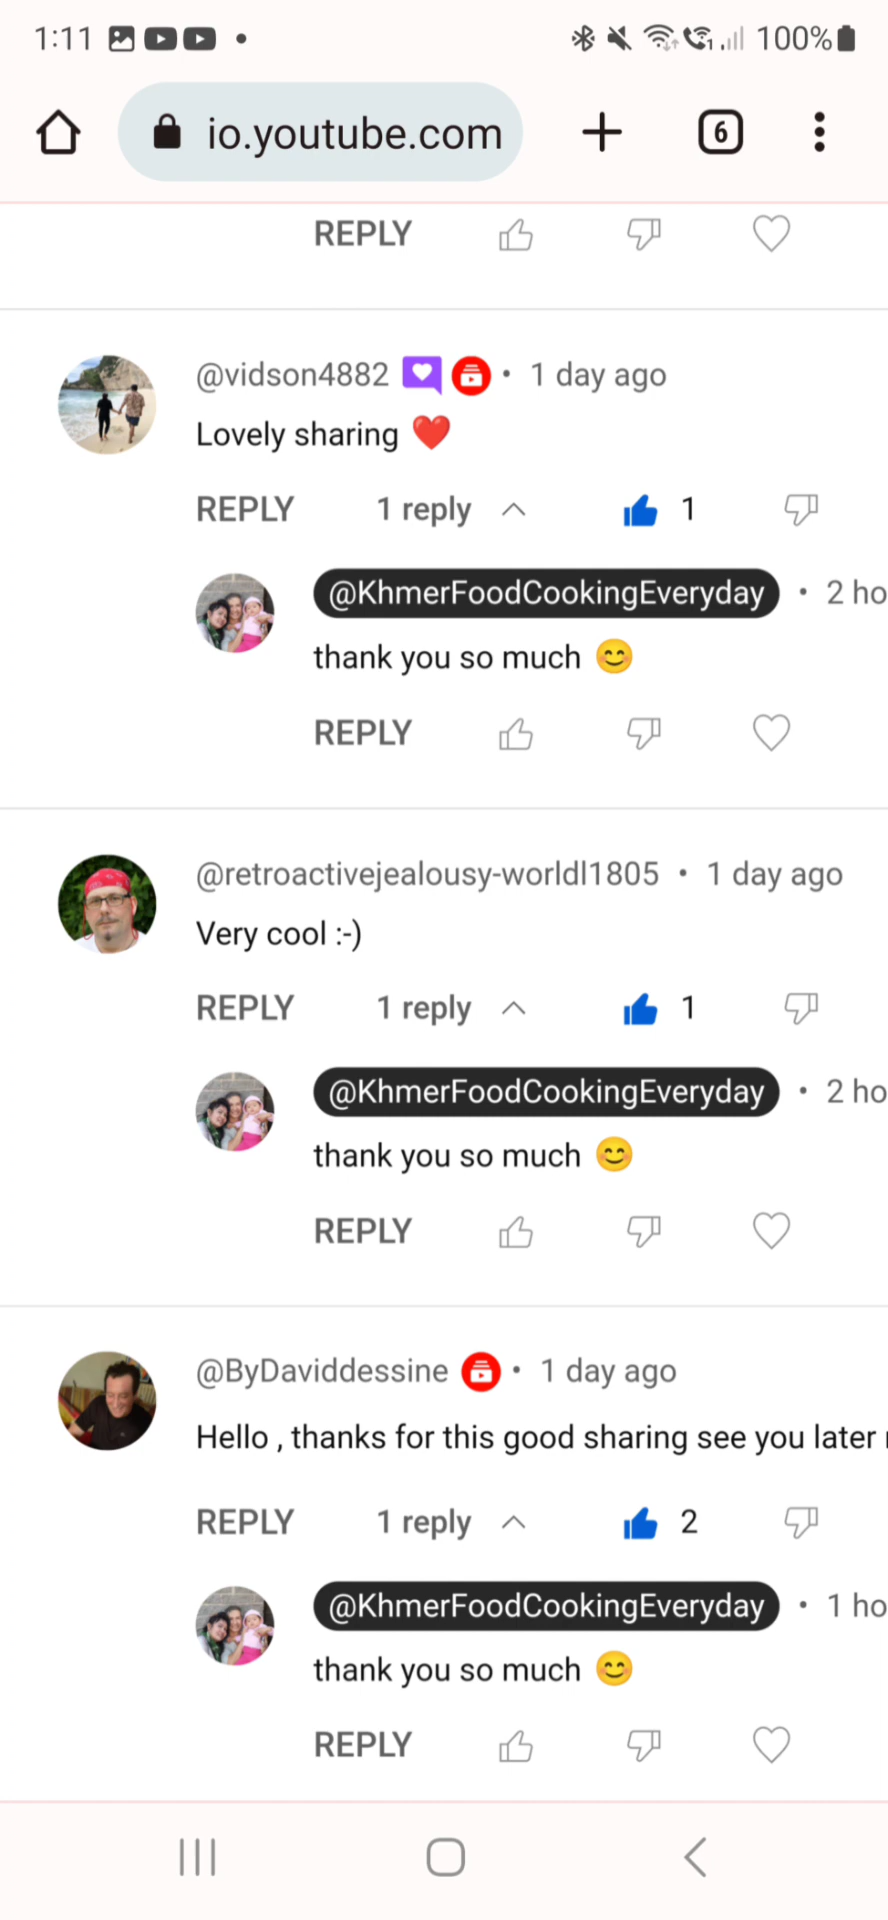 1:11 100%
io.youtube.com 6
REPLY
@vidson4882 • 1 day ago
Lovely sharing ❤️
REPLY 1 reply 1
@KhmerFoodCookingEveryday • 2 ho
thank you so much 😊
REPLY
@retroactivejealousy-worldl1805 • 1 day ago
Very cool :-)
REPLY 1 reply 1
@KhmerFoodCookingEveryday • 2 ho
thank you so much 😊
REPLY
@ByDaviddessine • 1 day ago
Hello , thanks for this good sharing see you later
REPLY 1 reply 2
@KhmerFoodCookingEveryday • 1 ho
thank you so much 😊
REPLY